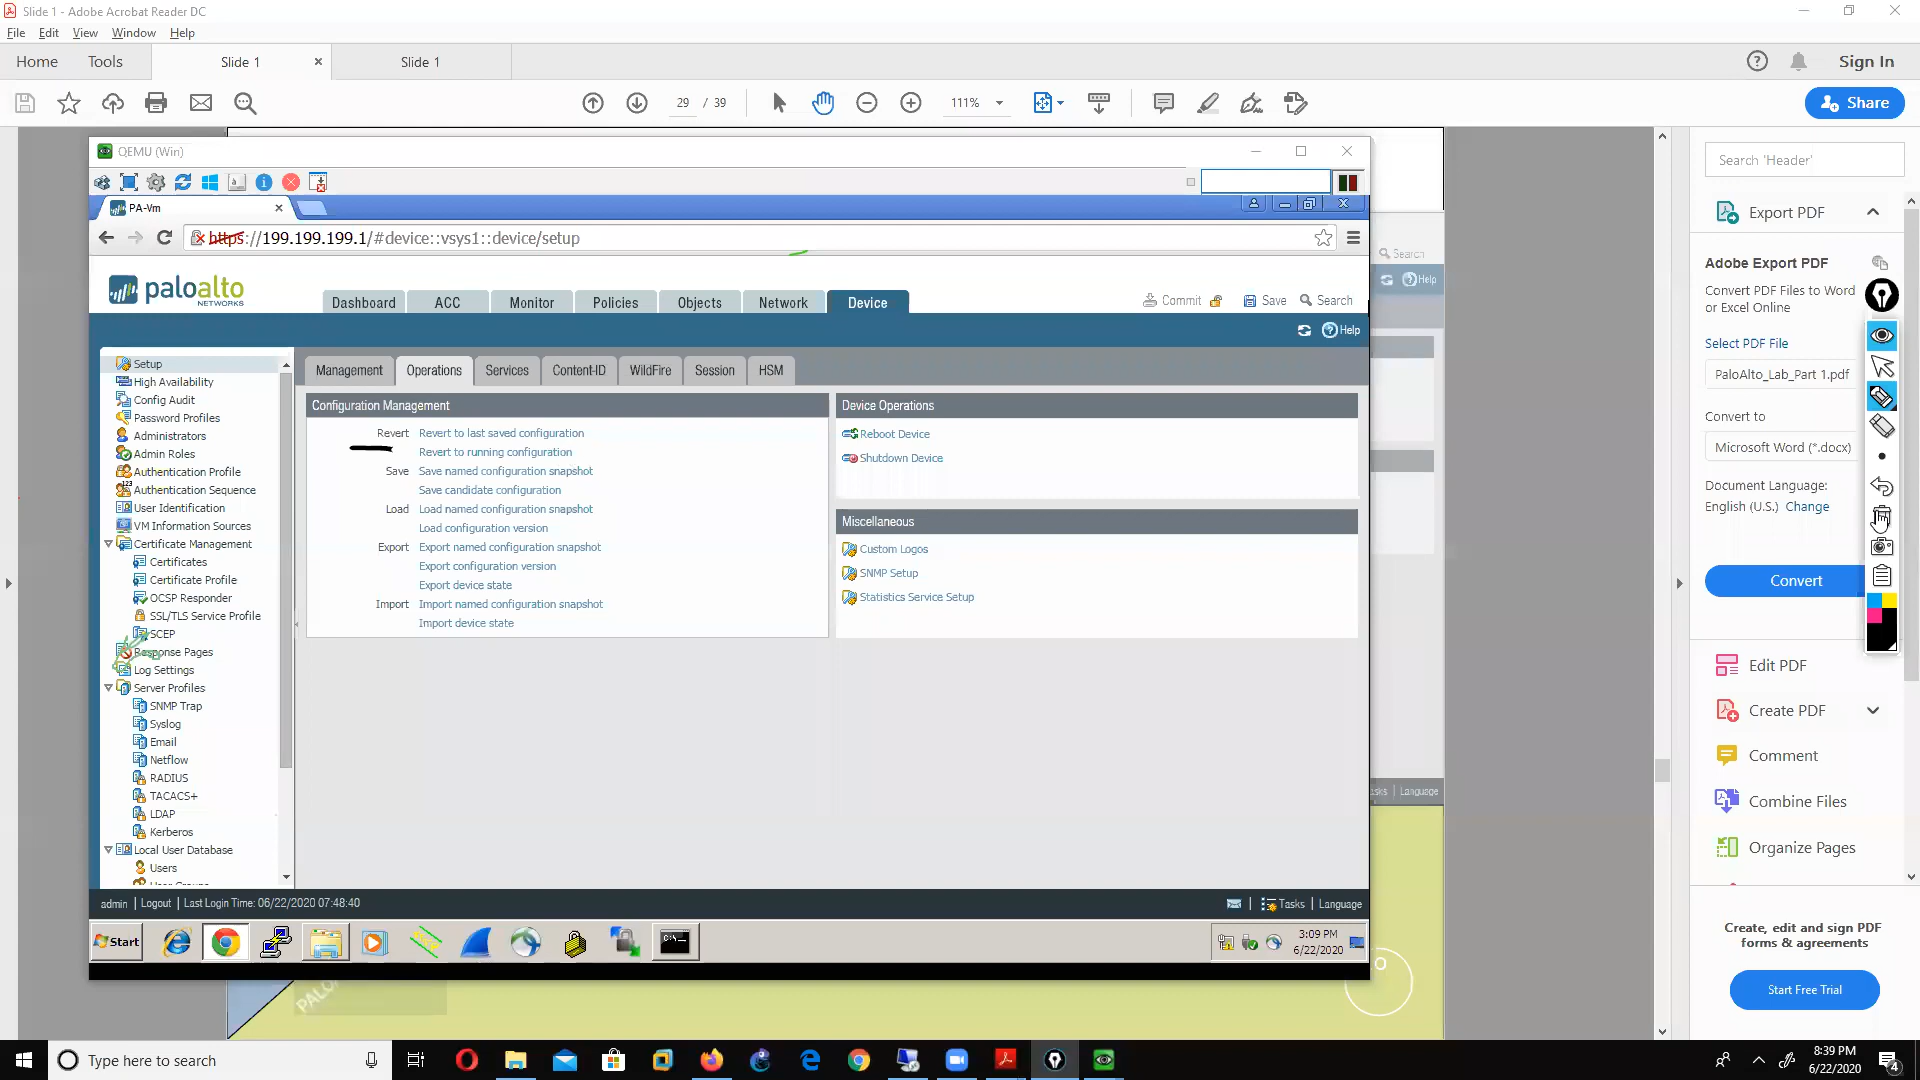 Slide 1 - Adobe Acrobat Reader DC
File Edit View Window Help
Home Tools Slide 1 Slide 1 Sign In
29 / 39 111% Share
QEMU (Win)
PA-Vm
https://199.199.199.1/#device::vsys1::device/setup
Search
Help
paloalto
NETWORKS
Dashboard ACC Monitor Policies Objects Network Device
Commit Save Search
Help
Setup
High Availability
Config Audit
Password Profiles
Administrators
Admin Roles
Authentication Profile
Authentication Sequence
User Identification
VM Information Sources
Certificate Management
Certificates
Certificate Profile
OCSP Responder
SSL/TLS Service Profile
SCEP
Response Pages
Log Settings
Server Profiles
SNMP Trap
Syslog
Email
Netflow
RADIUS
TACACS+
LDAP
Kerberos
Local User Database
Users
Management Operations Services Content-ID WildFire Session HSM
Configuration Management
Revert Revert to last saved configuration
Revert to running configuration
Save Save named configuration snapshot
Save candidate configuration
Load Load named configuration snapshot
Load configuration version
Export Export named configuration snapshot
Export configuration version
Export device state
Import Import named configuration snapshot
Import device state
Device Operations
Reboot Device
Shutdown Device
Miscellaneous
Custom Logos
SNMP Setup
Statistics Service Setup
admin | Logout | Last Login Time: 06/22/2020 07:48:40
Tasks | Language
Language
Start
3:09 PM
6/22/2020
Search 'Header'
Export PDF
Adobe Export PDF
Convert PDF Files to Word
or Excel Online
Select PDF File
PaloAlto_Lab_Part 1.pdf
Convert to
Microsoft Word (*.docx)
Document Language:
English (U.S.) Change
Convert
Edit PDF
Create PDF
Comment
Combine Files
Organize Pages
Create, edit and sign PDF
forms & agreements
Start Free Trial
Type here to search
8:39 PM
6/22/2020
4